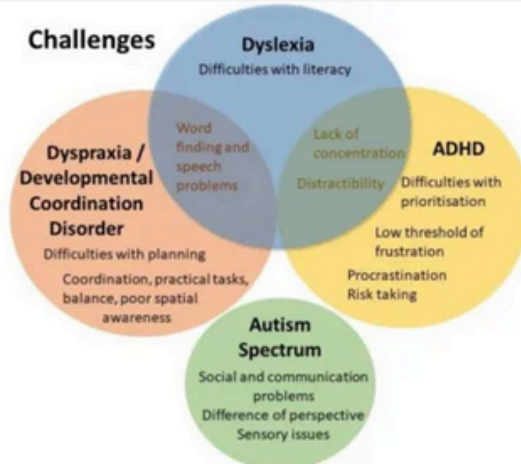 Challenges
Dyslexia
Difficulties with literacy
Word
finding and
speech
problems
Lack of
concentration
Distractibility
Dyspraxia /
Developmental
Coordination
Disorder
Difficulties with planning
Coordination, practical tasks,
balance, poor spatial
awareness
ADHD
Difficulties with
prioritisation
Low threshold of
frustration
Procrastination
Risk taking
Autism
Spectrum
Social and communication
problems
Difference of perspective
Sensory issues